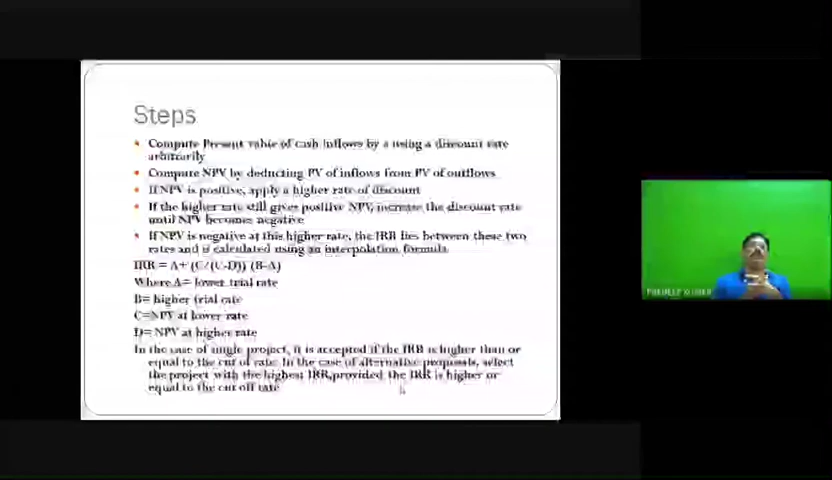 Steps
Compute Present value of cash inflows by a using a discount rate
arbitrarily
Compute NPV by deducting PV of inflows from PV of outflows
If NPV is positive, apply a higher rate of discount
If the higher rate still gives positive NPV, increase the discount rate
until NPV becomes negative
If NPV is negative at this higher rate, the IRR lies between these two
rates and is calculated using an interpolation formula
IRR = A+ (C/(C-D)) (B-A)
Where A= lower trial rate
B= higher trial rate
C=NPV at lower rate
D= NPV at higher rate
In the case of single project, it is accepted if the IRR is higher than or
equal to the cut of rate. In the case of alternative proposals, select
the project with the highest IRR,provided the IRR is higher or
equal to the cut off rate